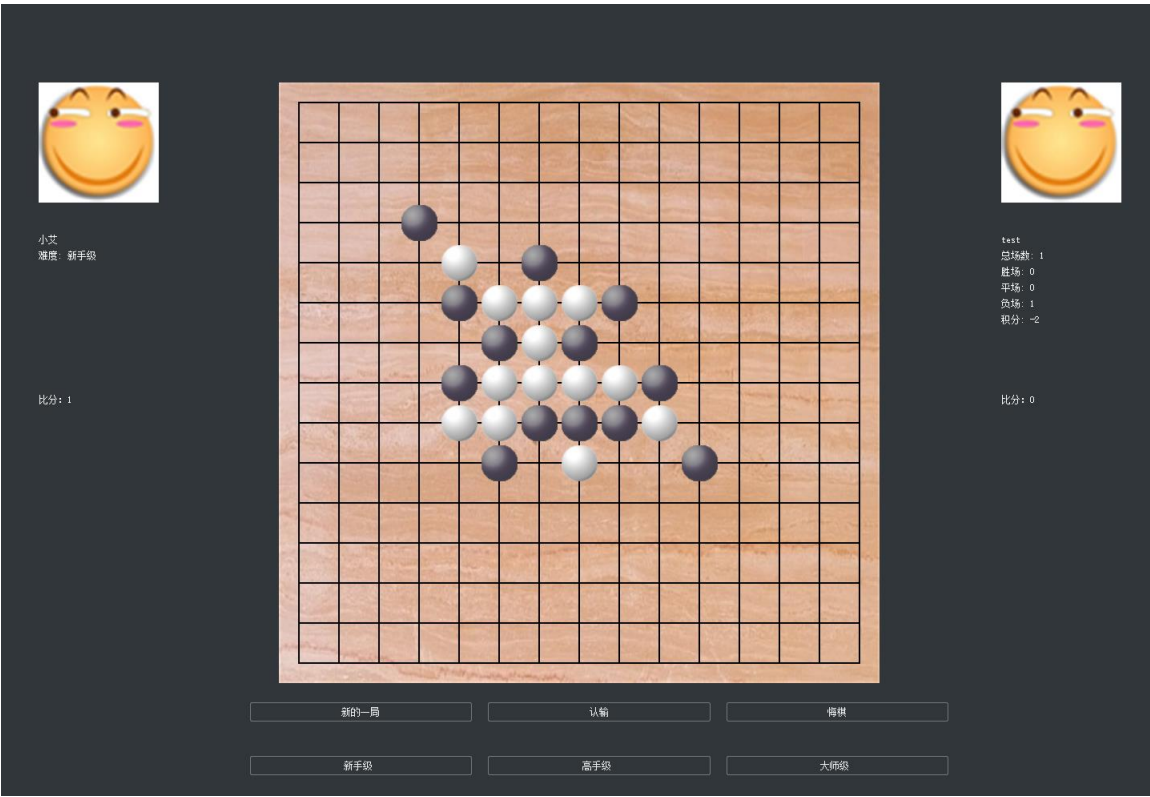 小艾
难度: 新手级
比分: 1
test
总场数: 1
胜场: 0
平场: 0
负场: 1
积分: -2
比分: 0
新的一局
认输
悔棋
新手级
高手级
大师级